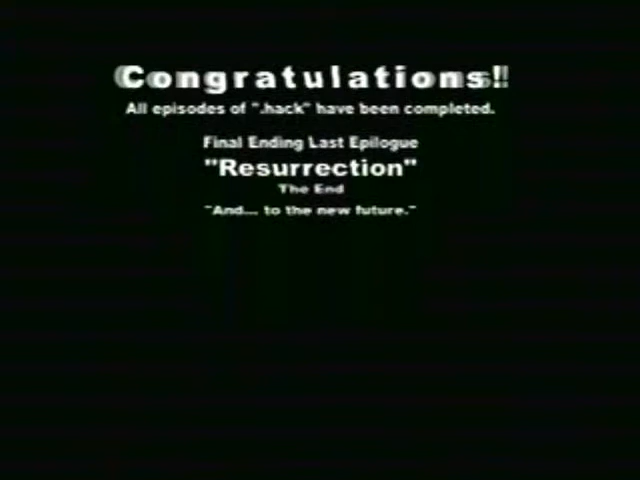 Congratulations!!
All episodes of ".hack" have been completed.
Final Ending Last Epilogue
"Resurrection"
The End
"And... to the new future."